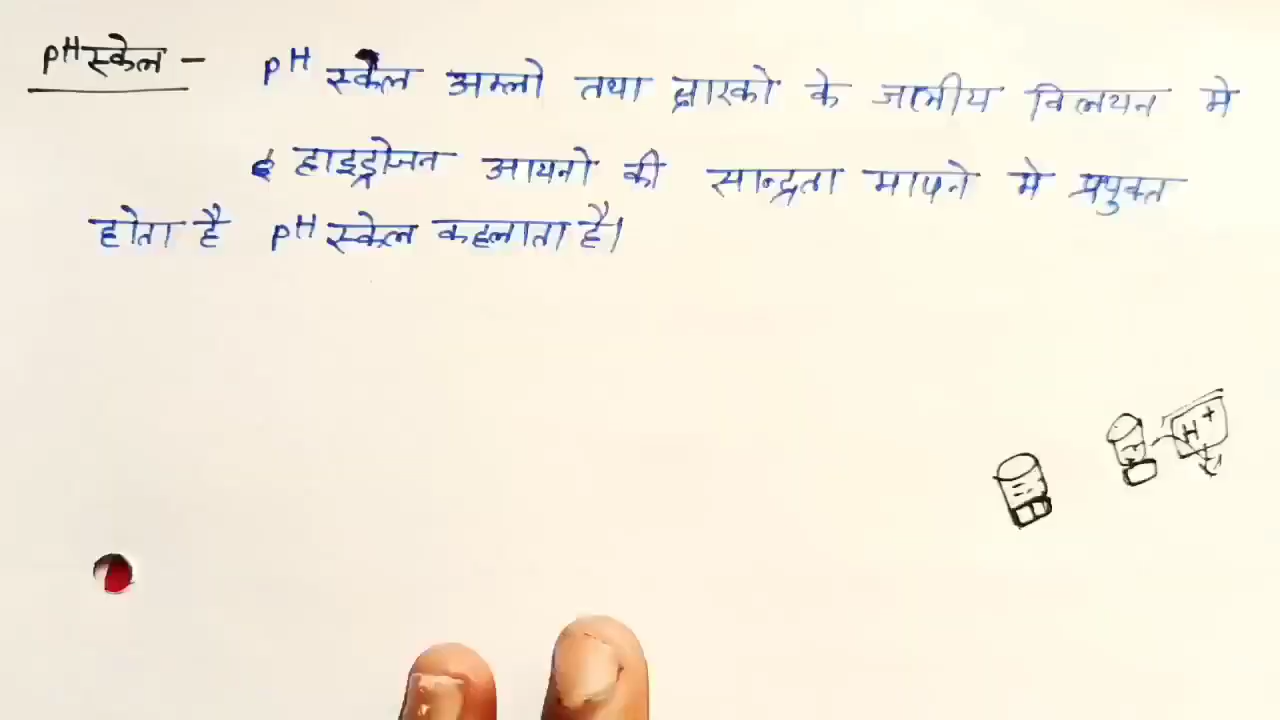 pH स्केल - pH स्केल अम्लो तथा क्षारको के जलीय विलयन मे
हाइड्रोजन आयनो की सान्द्रता मापने मे प्रयुक्त
होता है pH स्केल कहलाता है।
H+